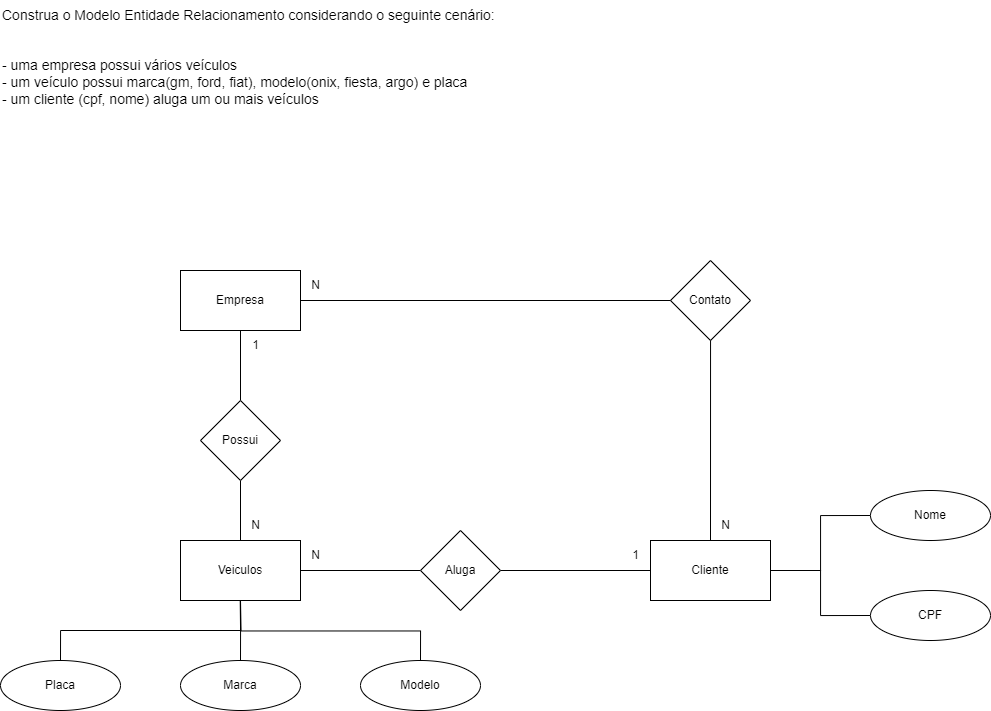 Construa o Modelo Entidade Relacionamento considerando o seguinte cenário:
- uma empresa possui vários veículos
- um veículo possui marca(gm, ford, fiat), modelo(onix, fiesta, argo) e placa
- um cliente (cpf, nome) aluga um ou mais veículos
N
Empresa
Contato
1
Possui
N
N
Nome
N
1
Veiculos
Aluga
Cliente
CPF
Placa
Marca
Modelo